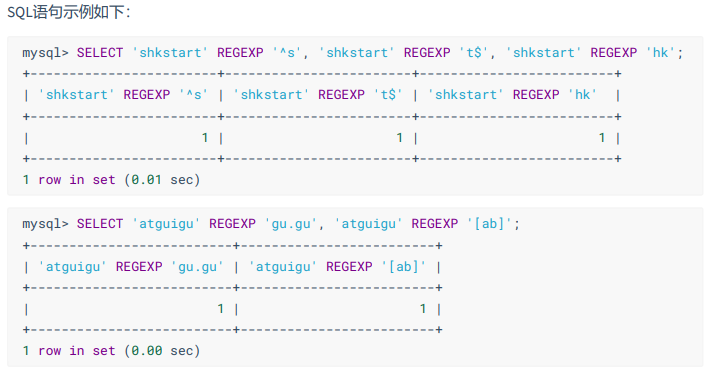 SQL语句示例如下：
mysql> SELECT 'shkstart' REGEXP '^s', 'shkstart' REGEXP 't$', 'shkstart' REGEXP 'hk';
+------------------------+------------------------+-------------------------+
| 'shkstart' REGEXP '^s' | 'shkstart' REGEXP 't$' | 'shkstart' REGEXP 'hk'  |
+------------------------+------------------------+-------------------------+
|                      1 |                      1 |                       1 |
+------------------------+------------------------+-------------------------+
1 row in set (0.01 sec)
mysql> SELECT 'atguigu' REGEXP 'gu.gu', 'atguigu' REGEXP '[ab]';
+--------------------------+-------------------------+
| 'atguigu' REGEXP 'gu.gu' | 'atguigu' REGEXP '[ab]' |
+--------------------------+-------------------------+
|                        1 |                       1 |
+--------------------------+-------------------------+
1 row in set (0.00 sec)